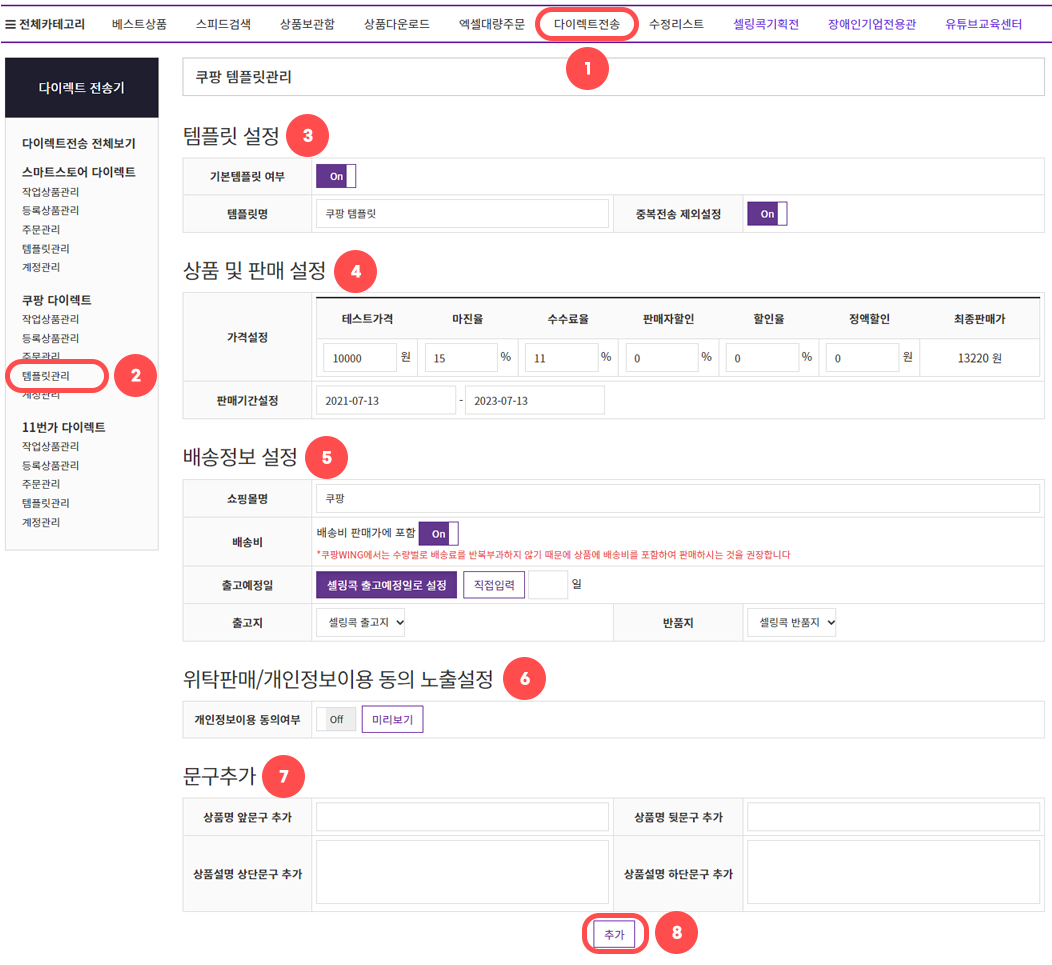 전체카테고리 베스트상품 스피드검색 상품보관함 상품다운로드 엑셀대량주문 다이렉트전송 수정리스트 셀링콕기획전 장애인기업전용관 유튜브교육센터
1
다이렉트 전송기
다이렉트전송 전체보기
스마트스토어 다이렉트
작업상품관리
등록상품관리
주문관리
템플릿관리
계정관리
쿠팡 다이렉트
작업상품관리
등록상품관리
주문관리
템플릿관리 2
계정관리
11번가 다이렉트
작업상품관리
등록상품관리
주문관리
템플릿관리
계정관리
쿠팡 템플릿관리
템플릿 설정 3
기본템플릿 여부 On
템플릿명 쿠팡 템플릿 중복전송 제외설정 On
상품 및 판매 설정 4
가격설정 테스트가격 마진율 수수료율 판매자할인 할인율 정액할인 최종판매가
10000 원 15 % 11 % 0 % 0 % 0 원 13220 원
판매기간설정 2021-07-13 - 2023-07-13
배송정보 설정 5
쇼핑몰명 쿠팡
배송비 배송비 판매가에 포함 On
*쿠팡WING에서는 수량별로 배송료를 반복부과하지 않기 때문에 상품에 배송비를 포함하여 판매하시는 것을 권장합니다
출고예정일 셀링콕 출고예정일로 설정 직접입력 일
출고지 셀링콕 출고지 반품지 셀링콕 반품지
위탁판매/개인정보이용 동의 노출설정 6
개인정보이용 동의여부 Off 미리보기
문구추가 7
상품명 앞문구 추가 상품명 뒷문구 추가
상품설명 상단문구 추가 상품설명 하단문구 추가
추가 8